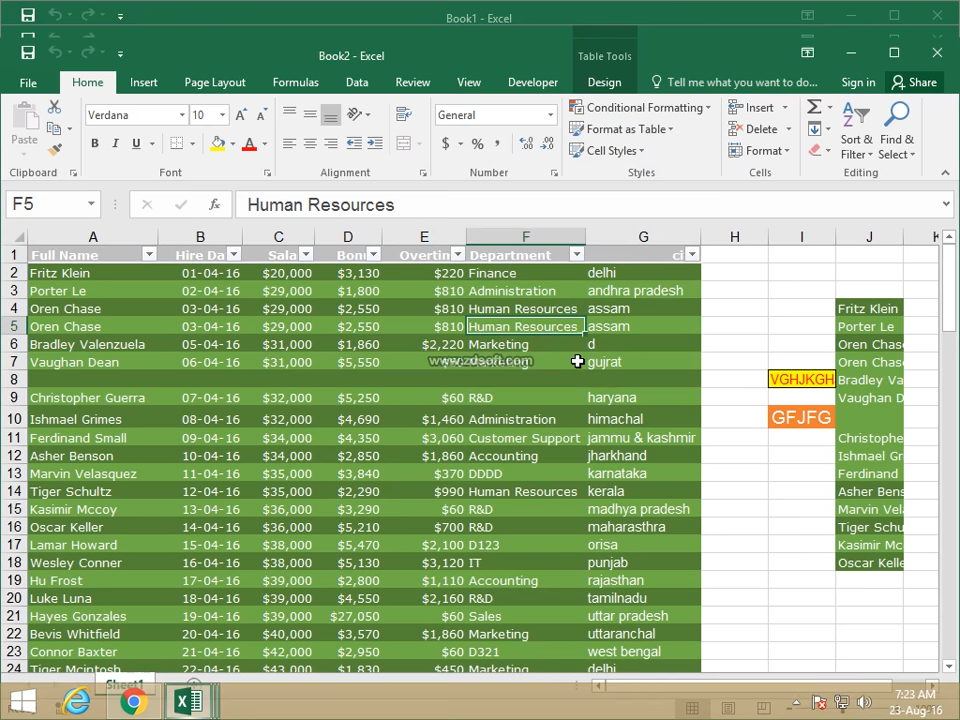 Book1 - Excel
Book2 - Excel
Table Tools
File Home Insert Page Layout Formulas Data Review View Developer Design Tell me what you want to do... Sign in Share
Paste Verdana 10 General Conditional Formatting Insert
Format as Table Delete Sort & Find &
B I U $ % , Cell Styles Format Filter Select
Clipboard Font Alignment Number Styles Cells Editing
F5 fx Human Resources
A B C D E F G H I J K
1 Full Name Hire Da Sala Bonu Overtin Department ci
2 Fritz Klein 01-04-16 $20,000 $3,130 $220 Finance delhi
3 Porter Le 02-04-16 $29,000 $1,800 $810 Administration andhra pradesh
4 Oren Chase 03-04-16 $29,000 $2,550 $810 Human Resources assam Fritz Klein
5 Oren Chase 03-04-16 $29,000 $2,550 $810 Human Resources assam Porter Le
6 Bradley Valenzuela 05-04-16 $31,000 $1,860 $2,220 Marketing d Oren Chase
7 Vaughan Dean 06-04-16 $31,000 $5,550 www.zdsoft.com gujrat Oren Chase
8 VGHJKGH Bradley Va
9 Christopher Guerra 07-04-16 $32,000 $5,250 $60 R&D haryana Vaughan D
10 Ishmael Grimes 08-04-16 $32,000 $4,690 $1,460 Administration himachal GFJFG
11 Ferdinand Small 09-04-16 $34,000 $4,350 $3,060 Customer Support jammu & kashmir Christophe
12 Asher Benson 10-04-16 $34,000 $2,850 $1,860 Accounting jharkhand Ishmael Gr
13 Marvin Velasquez 11-04-16 $35,000 $3,840 $370 DDDD karnataka Ferdinand
14 Tiger Schultz 12-04-16 $34,000 $2,290 $990 Human Resources kerala Asher Bens
15 Kasimir Mccoy 13-04-16 $36,000 $3,290 $60 R&D madhya pradesh Marvin Vela
16 Oscar Keller 14-04-16 $36,000 $5,210 $700 R&D maharasthra Tiger Schu
17 Lamar Howard 15-04-16 $38,000 $5,470 $2,100 D123 orisa Kasimir Mc
18 Wesley Conner 16-04-16 $38,000 $5,130 $3,120 IT punjab Oscar Kelle
19 Hu Frost 17-04-16 $39,000 $2,800 $1,110 Accounting rajasthan
20 Luke Luna 18-04-16 $39,000 $4,550 $2,160 R&D tamilnadu
21 Hayes Gonzales 19-04-16 $39,000 $27,050 $60 Sales uttar pradesh
22 Bevis Whitfield 20-04-16 $40,000 $3,570 $1,860 Marketing uttaranchal
23 Connor Baxter 21-04-16 $42,000 $2,950 $60 D321 west bengal
24 Tiger Mcintosh 22-04-16 $43,000 $1,830 $450 Marketing delhi
Sheet1
7:23 AM
23-Aug-16